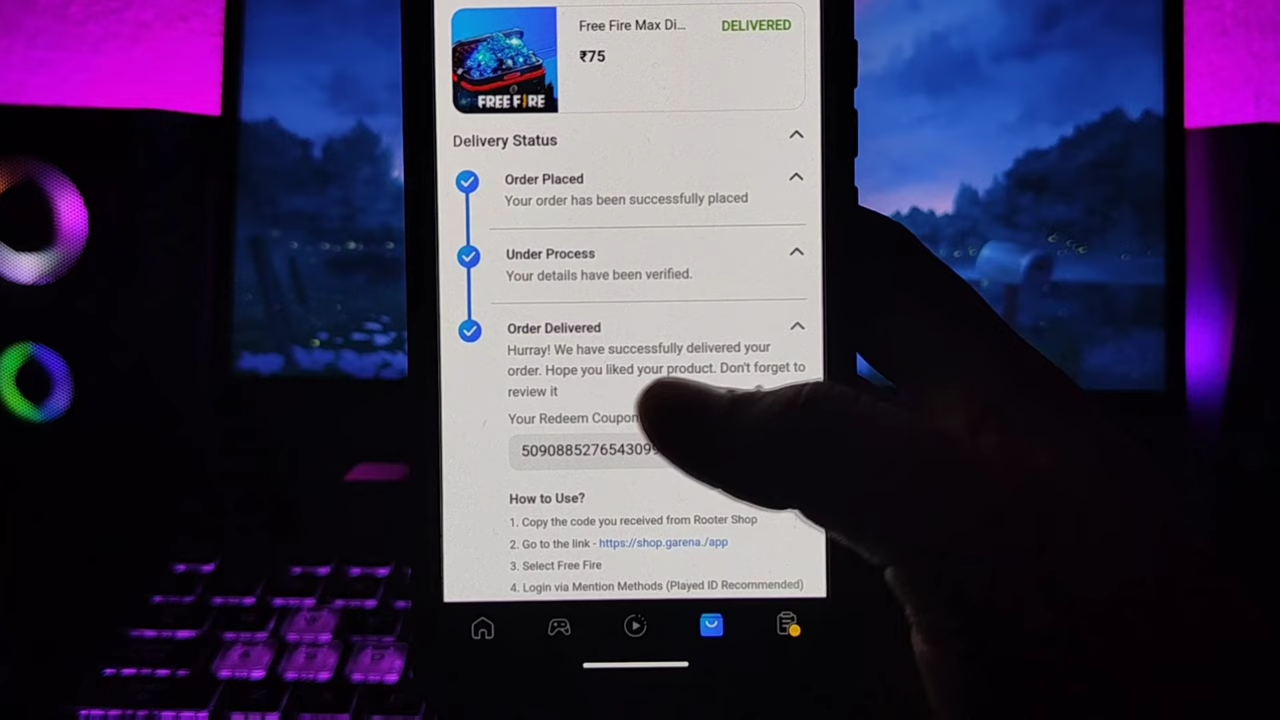 Free Fire Max Di...
DELIVERED
₹75
FREE FIRE
Delivery Status
Order Placed
Your order has been successfully placed
Under Process
Your details have been verified.
Order Delivered
Hurray! We have successfully delivered your
order. Hope you liked your product. Don't forget to
review it
Your Redeem Coupon
5090885276543099
How to Use?
1. Copy the code you received from Rooter Shop
2. Go to the link - https://shop.garena./app
3. Select Free Fire
4. Login via Mention Methods (Played ID Recommended)